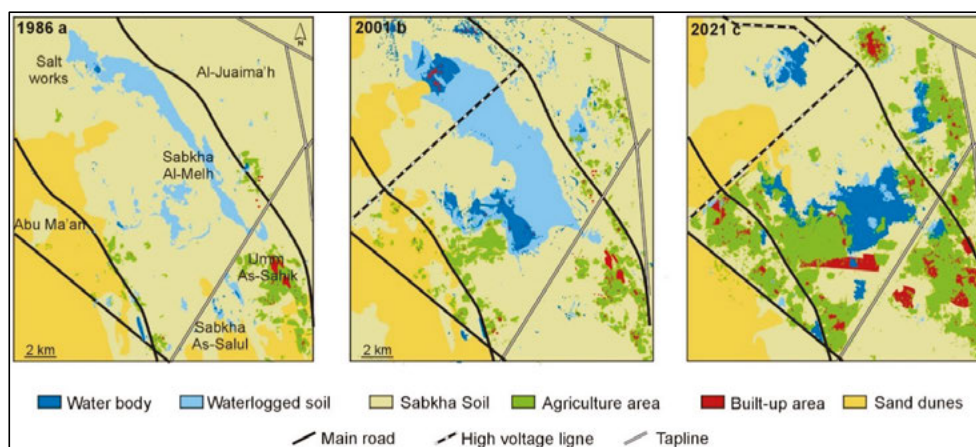 1986 a
N
Salt
works
Al-Juaima'h
Sabkha
Al-Melh
Abu Ma'an
Umm
As-Sahik
Sabkha
As-Salul
2 km
2001 b
2 km
2021 c
Water body
Waterlogged soil
Sabkha Soil
Agriculture area
Built-up area
Sand dunes
Main road
High voltage ligne
Tapline